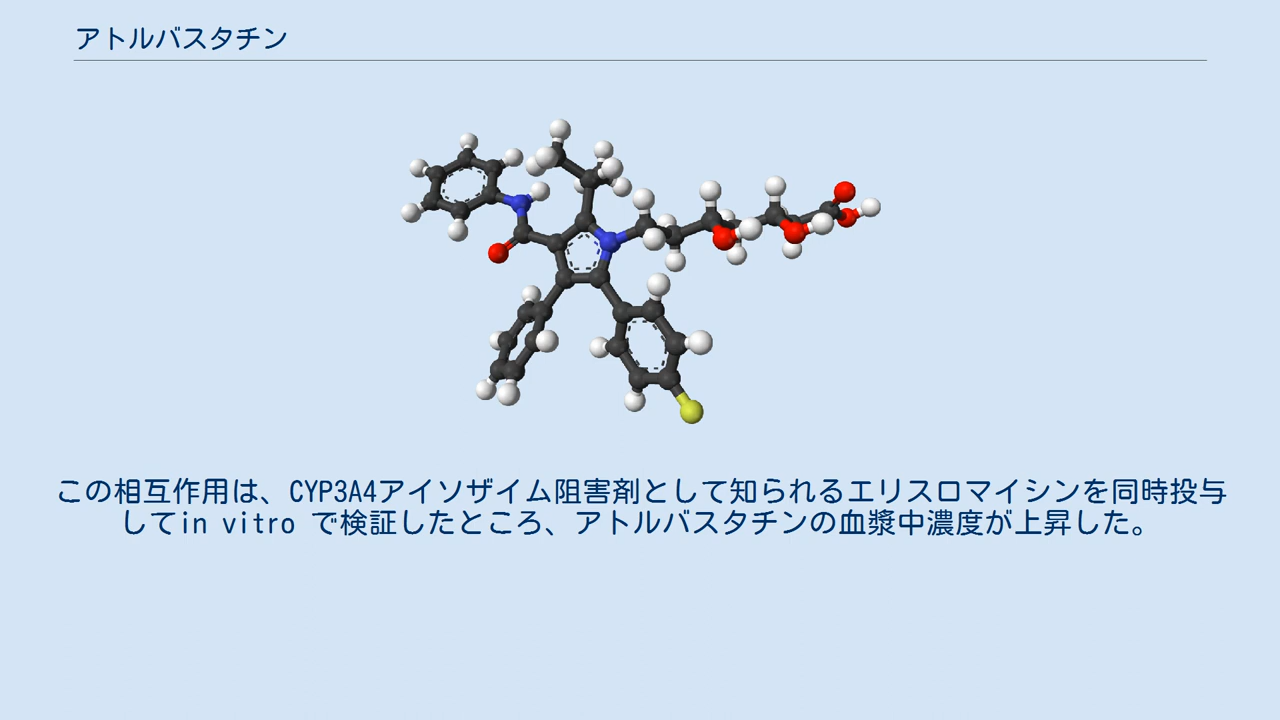 アトルバスタチン
この相互作用は、CYP3A4アイソザイム阻害剤として知られるエリスロマイシンを同時投与
してin vitro で検証したところ、アトルバスタチンの血漿中濃度が上昇した。